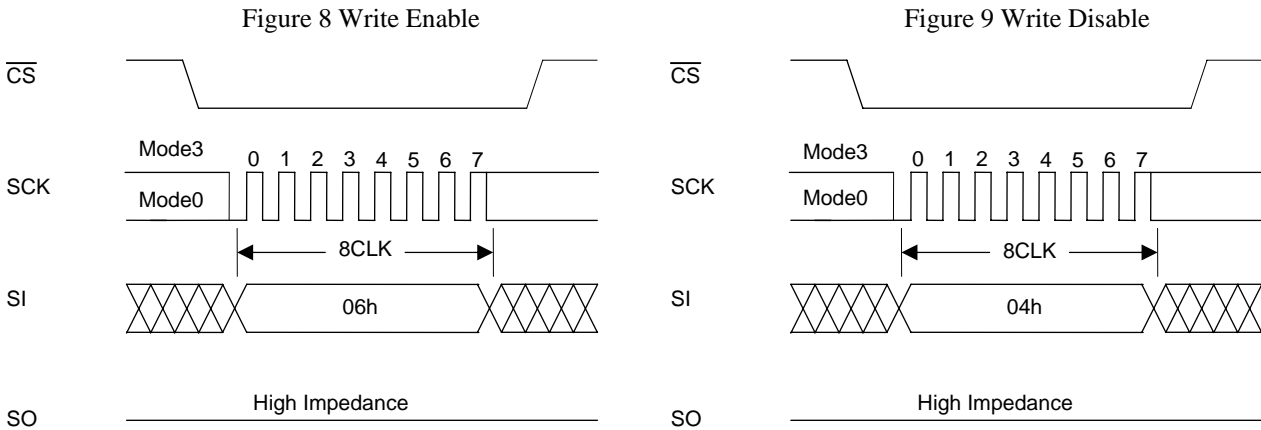 Figure 8 Write Enable
CS
Mode3
0 1 2 3 4 5 6 7
SCK
Mode0
8CLK
SI
06h
High Impedance
SO
Figure 9 Write Disable
CS
Mode3
0 1 2 3 4 5 6 7
SCK
Mode0
8CLK
SI
04h
High Impedance
SO